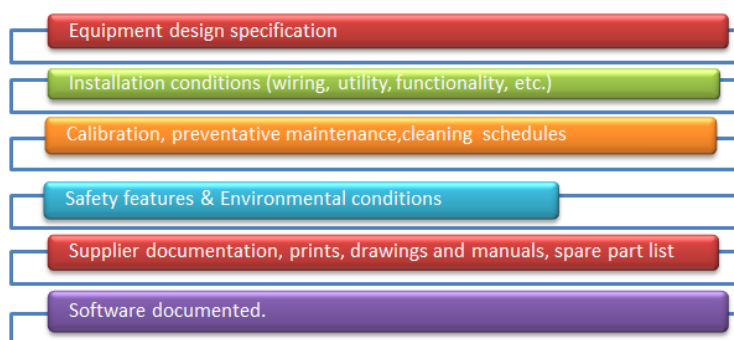 Equipment design specification
Installation conditions (wiring, utility, functionality, etc.)
Calibration, preventative maintenance,cleaning schedules
Safety features & Environmental conditions
Supplier documentation, prints, drawings and manuals, spare part list
Software documented.